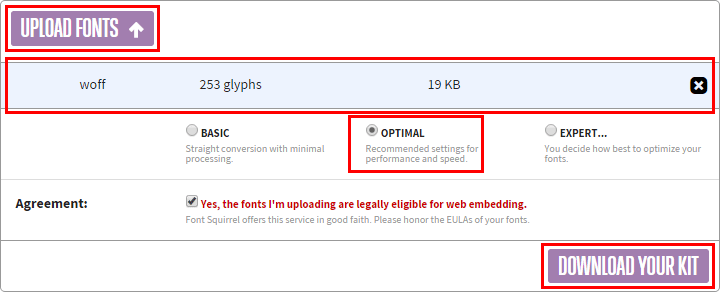 UPLOAD FONTS
woff 253 glyphs 19 KB
BASIC OPTIMAL EXPERT...
Straight conversion with minimal Recommended settings for You decide how best to optimize your
processing. performance and speed. fonts.
Agreement: Yes, the fonts I'm uploading are legally eligible for web embedding.
Font Squirrel offers this service in good faith. Please honor the EULAs of your fonts.
DOWNLOAD YOUR KIT